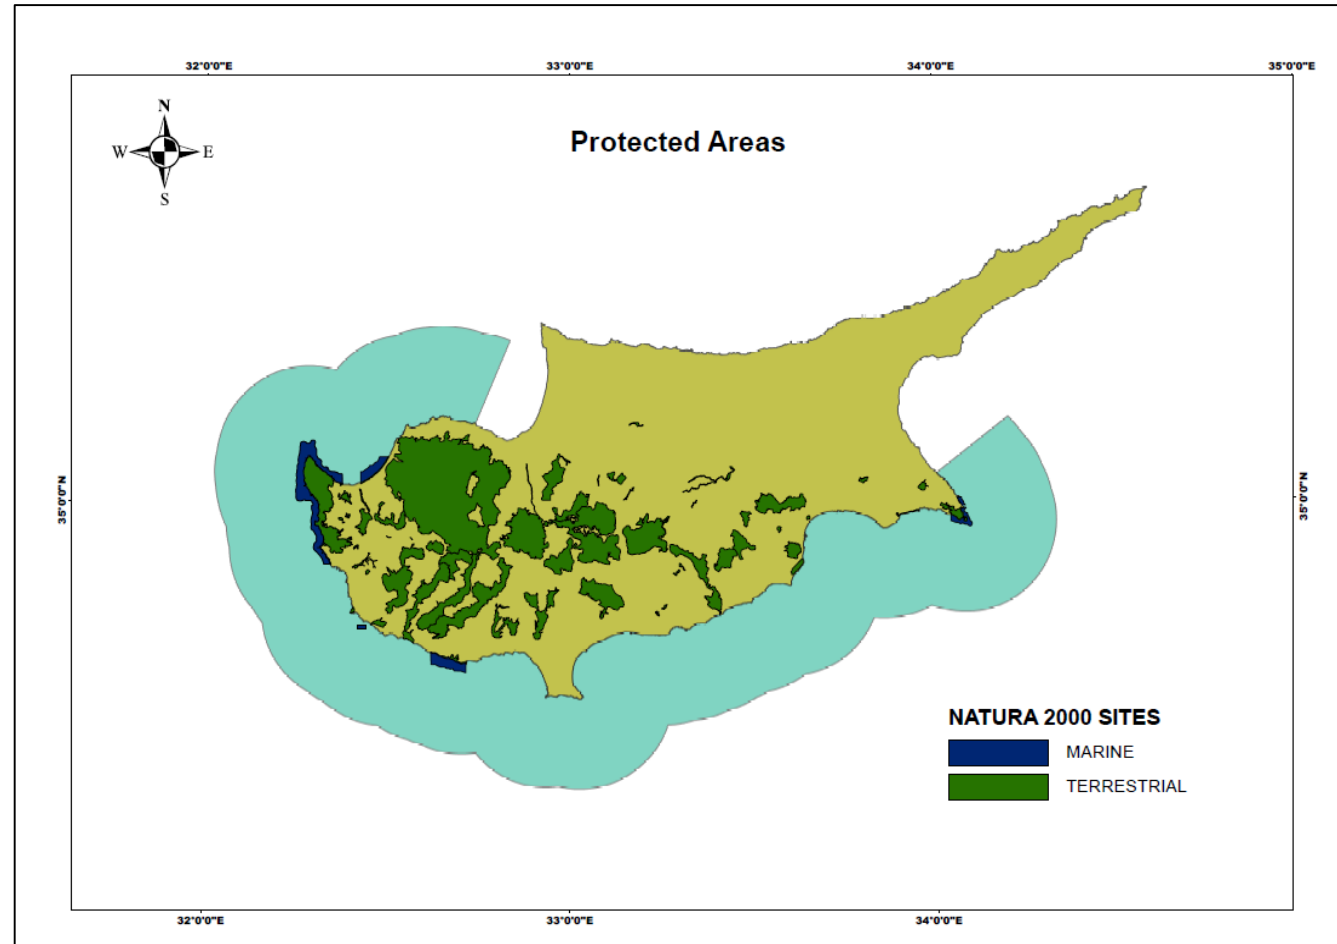 32°0'0"E 33°0'0"E 34°0'0"E 35°0'0"E
N
W E
S
Protected Areas
35°0'0"N 35°0'0"N
NATURA 2000 SITES
MARINE
TERRESTRIAL
32°0'0"E 33°0'0"E 34°0'0"E